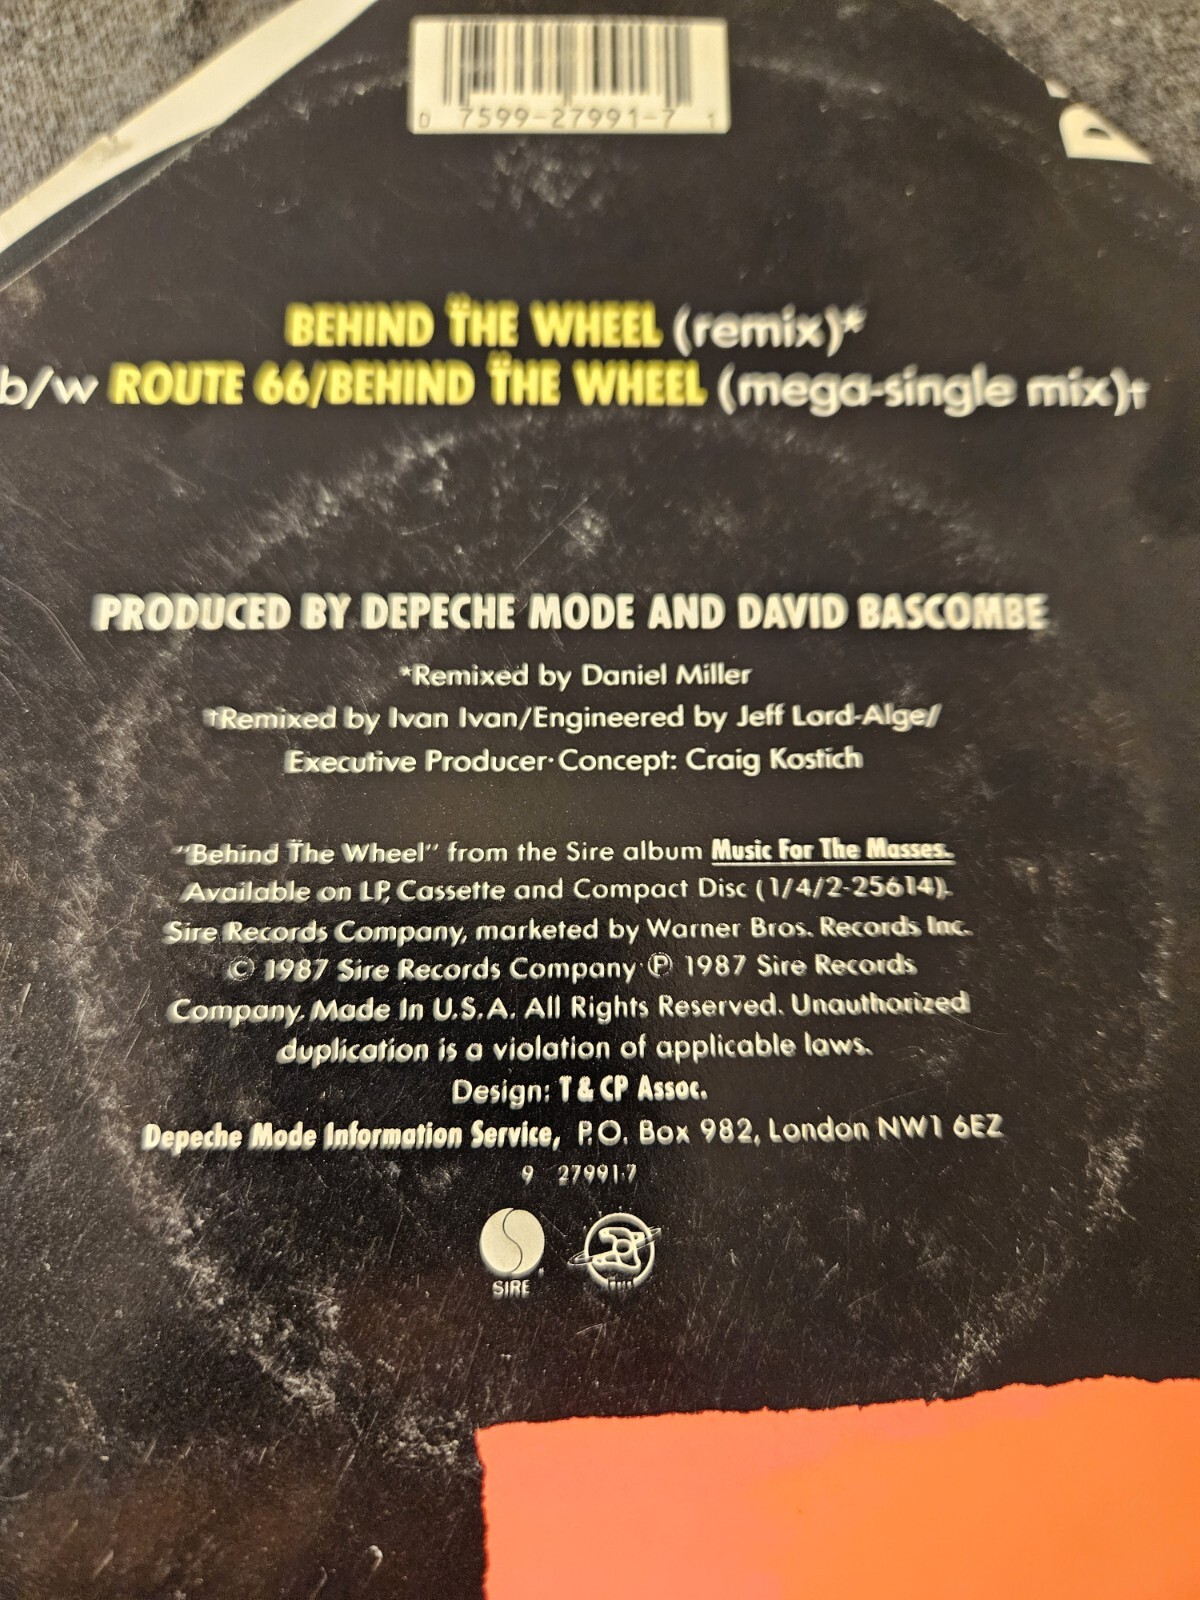 0 7599-27991-7 1
BEHIND THE WHEEL (remix)*
b/w ROUTE 66/BEHIND THE WHEEL (mega-single mix)†
PRODUCED BY DEPECHE MODE AND DAVID BASCOMBE
*Remixed by Daniel Miller
†Remixed by Ivan Ivan/Engineered by Jeff Lord-Alge/
Executive Producer·Concept: Craig Kostich
"Behind The Wheel" from the Sire album Music For The Masses.
Available on LP, Cassette and Compact Disc (1/4/2-25614).
Sire Records Company, marketed by Warner Bros. Records Inc.
© 1987 Sire Records Company ℗ 1987 Sire Records
Company. Made In U.S.A. All Rights Reserved. Unauthorized
duplication is a violation of applicable laws.
Design: T & CP Assoc.
Depeche Mode Information Service, P.O. Box 982, London NW1 6EZ
9 27991-7
SIRE